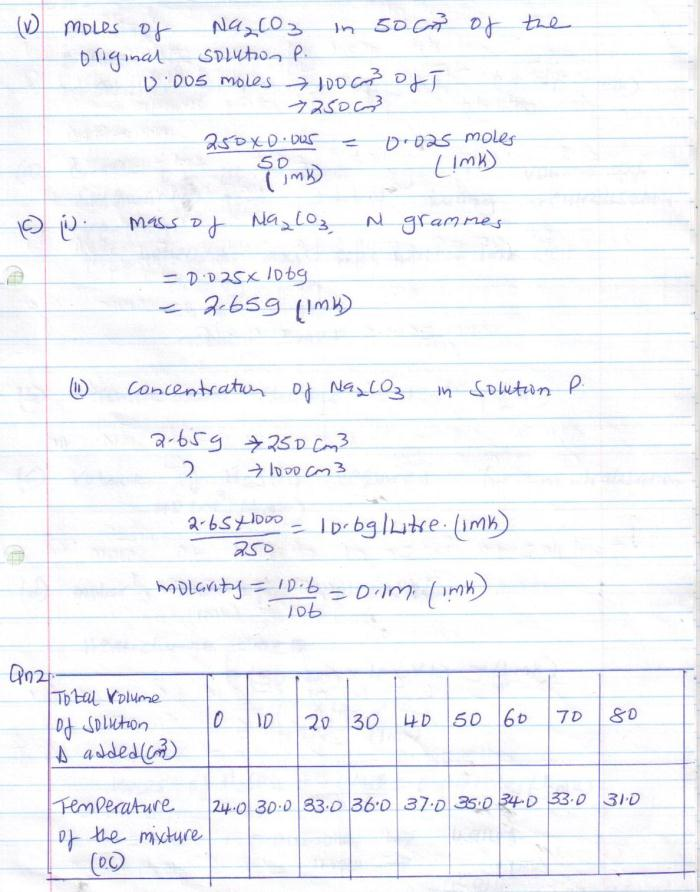 (V) moles of Na2CO3 in 50cm3 of the
original solution P.
0.005 moles → 100cm3 of T
→ 250cm3
250 x 0.005 / 50 = 0.025 moles
(1mk) (1mk)
(C) (i). mass of Na2CO3, N grammes
= 0.025 x 106g
= 2.65g (1mk)
(11) Concentration of Na2CO3 in solution P.
2.65g → 250cm3
? → 1000cm3
2.65 x 1000 / 250 = 10.6g/Litre. (1mk)
molarity = 10.6 / 106 = 0.1m. (1mk)
Qn2
Total Volume
of solution 0 10 20 30 40 50 60 70 80
added (cm3)
Temperature 24.0 30.0 33.0 36.0 37.0 35.0 34.0 33.0 31.0
of the mixture
(0C)